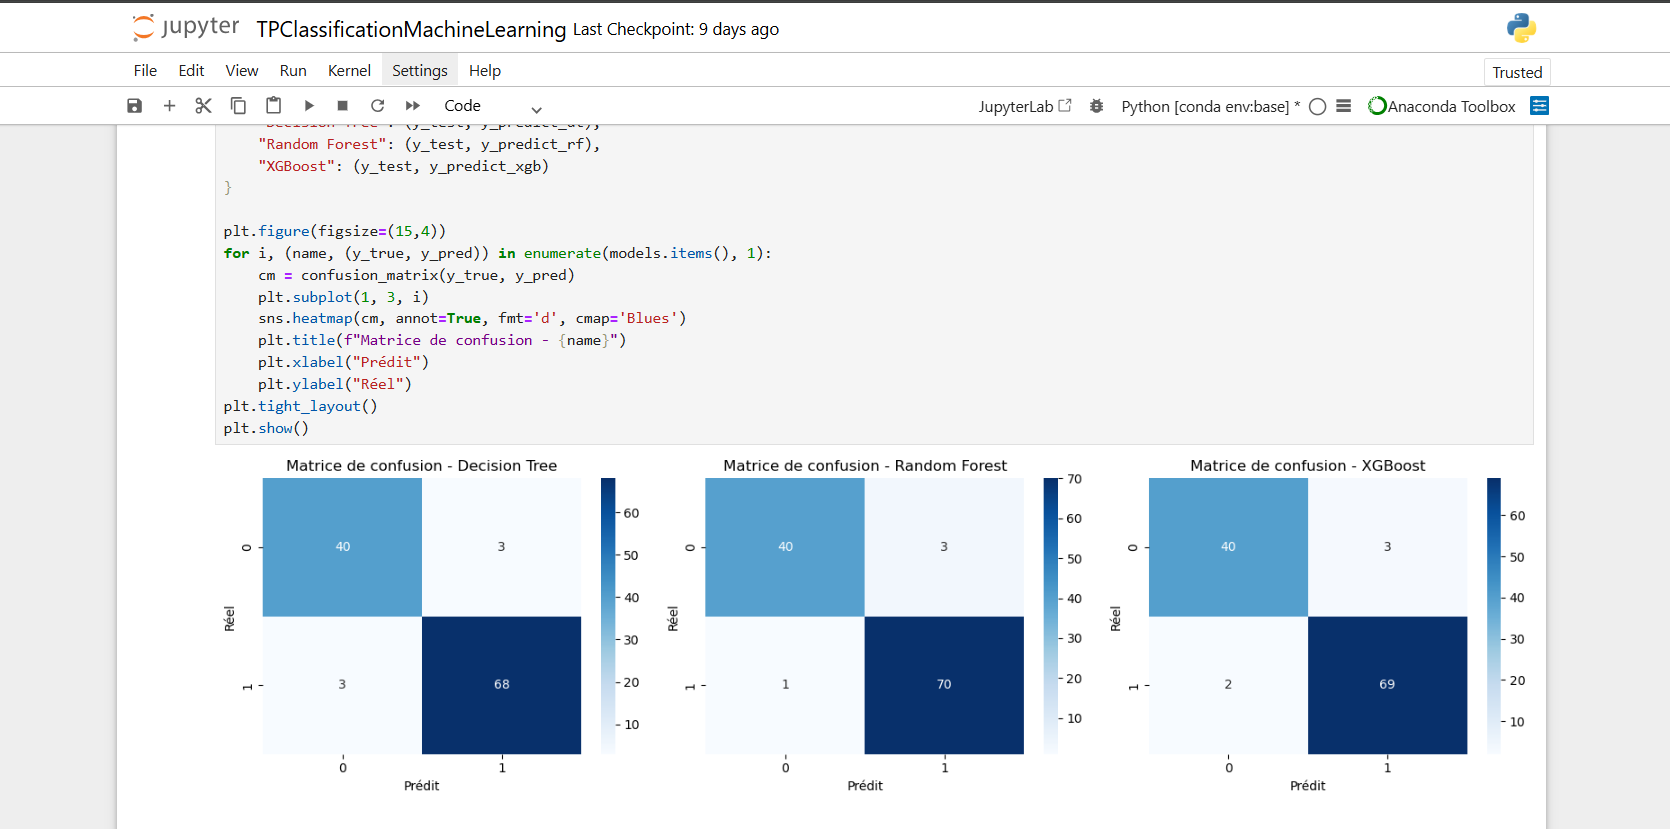 jupyter TPClassificationMachineLearning Last Checkpoint: 9 days ago
File Edit View Run Kernel Settings Help
Trusted
Code
JupyterLab Python [conda env:base] * Anaconda Toolbox
"Decision Tree": (y_test, y_predict_dt),
"Random Forest": (y_test, y_predict_rf),
"XGBoost": (y_test, y_predict_xgb)
}
plt.figure(figsize=(15,4))
for i, (name, (y_true, y_pred)) in enumerate(models.items(), 1):
cm = confusion_matrix(y_true, y_pred)
plt.subplot(1, 3, i)
sns.heatmap(cm, annot=True, fmt='d', cmap='Blues')
plt.title(f"Matrice de confusion - {name}")
plt.xlabel("Prédit")
plt.ylabel("Réel")
plt.tight_layout()
plt.show()
Matrice de confusion - Decision Tree
0
1
Réel
40 3
3 68
0 1
Prédit
60
50
40
30
20
10
Matrice de confusion - Random Forest
0
1
Réel
40 3
1 70
0 1
Prédit
70
60
50
40
30
20
10
Matrice de confusion - XGBoost
0
1
Réel
40 3
2 69
0 1
Prédit
60
50
40
30
20
10